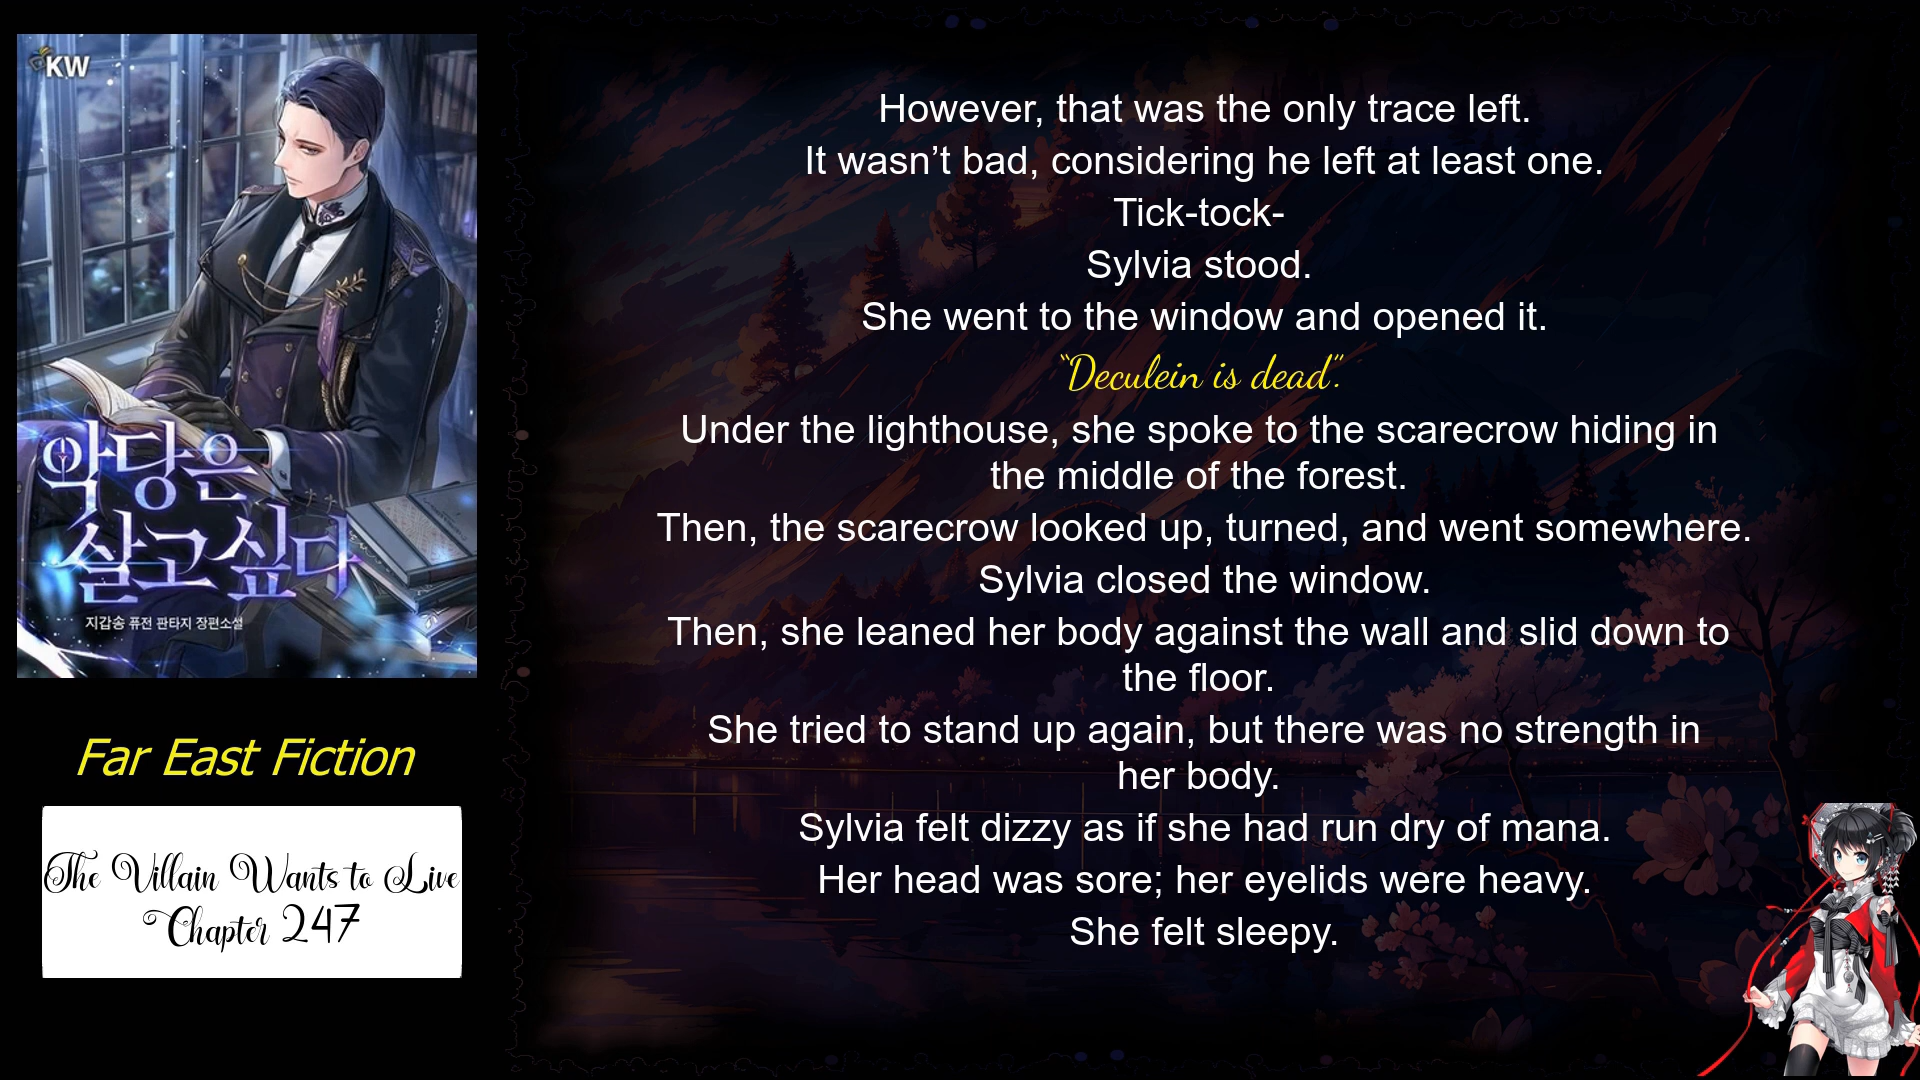 KW
악당은
살고 싶다
지갑송 퓨전 판타지 장편소설
Far East Fiction
The Villain Wants to Live
Chapter 247
However, that was the only trace left.
It wasn’t bad, considering he left at least one.
Tick-tock-
Sylvia stood.
She went to the window and opened it.
“Deculein is dead”.
Under the lighthouse, she spoke to the scarecrow hiding in
the middle of the forest.
Then, the scarecrow looked up, turned, and went somewhere.
Sylvia closed the window.
Then, she leaned her body against the wall and slid down to
the floor.
She tried to stand up again, but there was no strength in
her body.
Sylvia felt dizzy as if she had run dry of mana.
Her head was sore; her eyelids were heavy.
She felt sleepy.